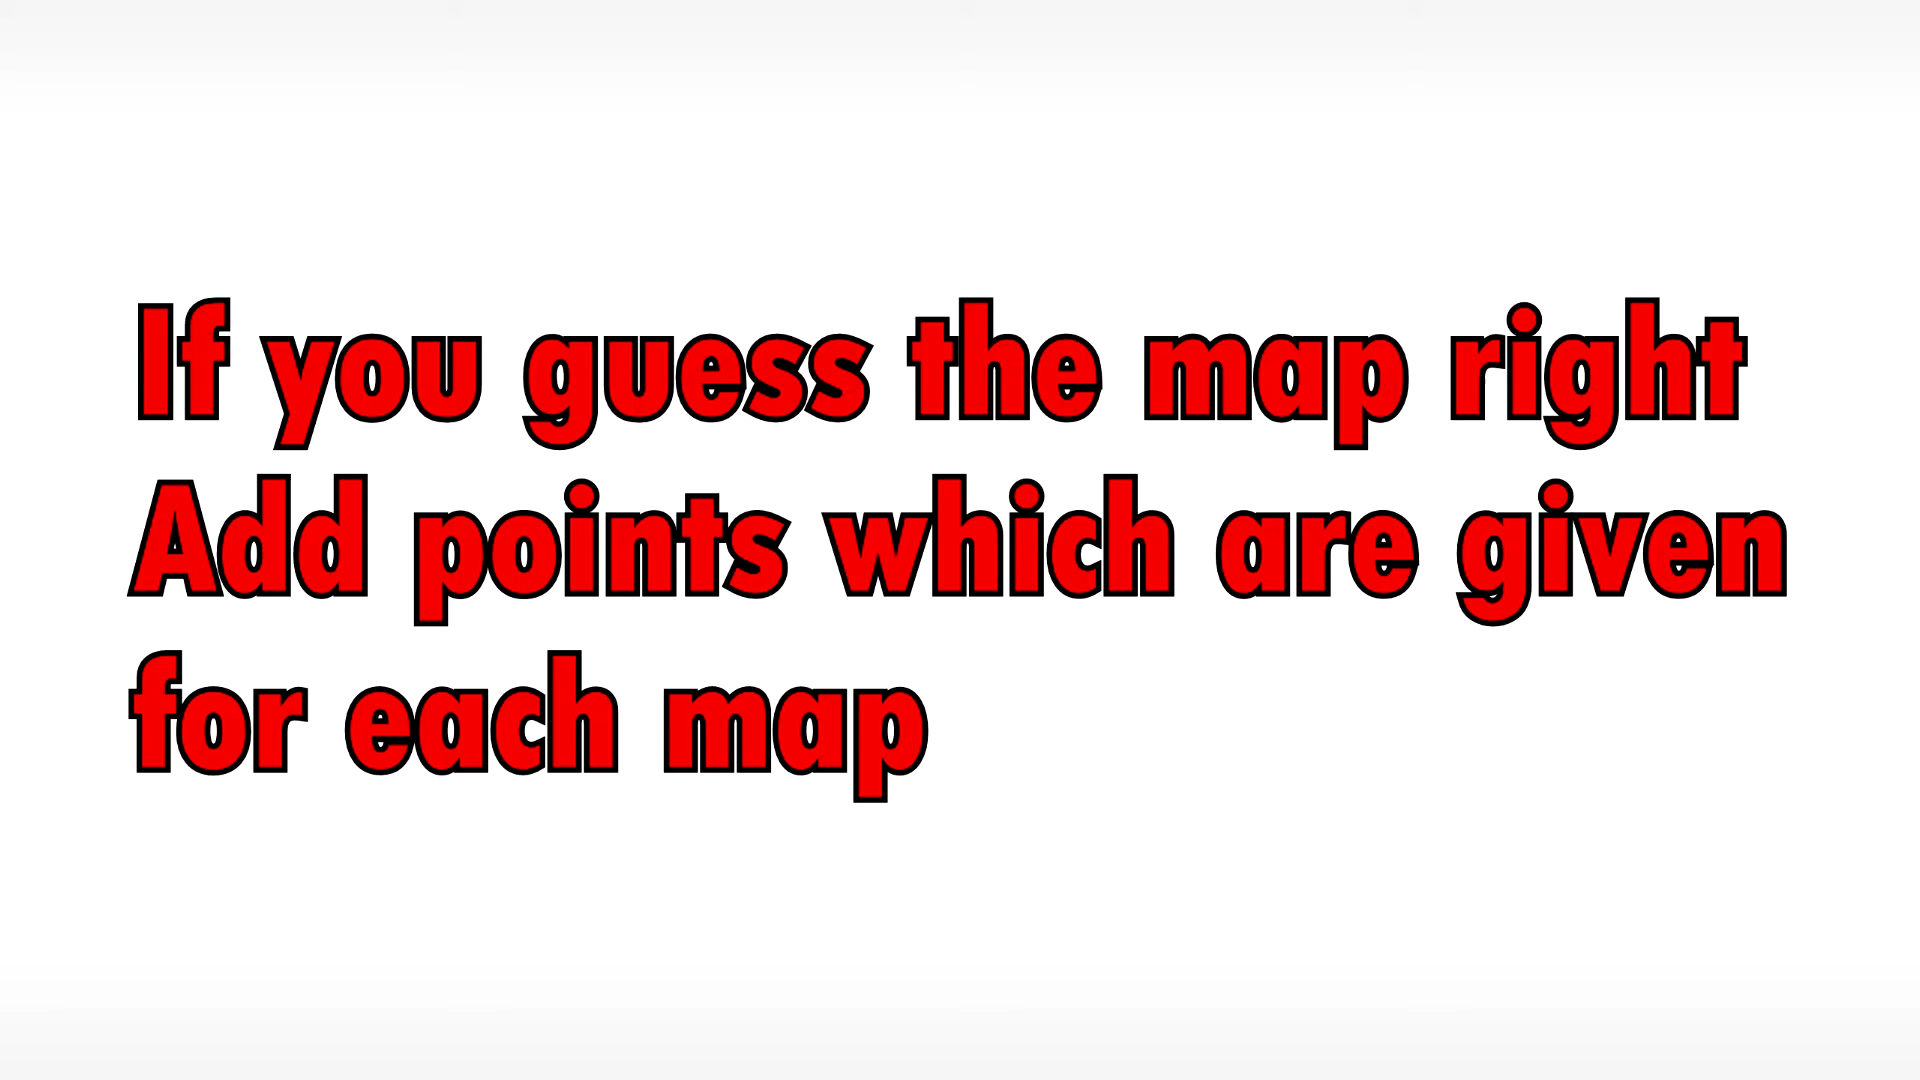 If you guess the map right
Add points which are given
for each map